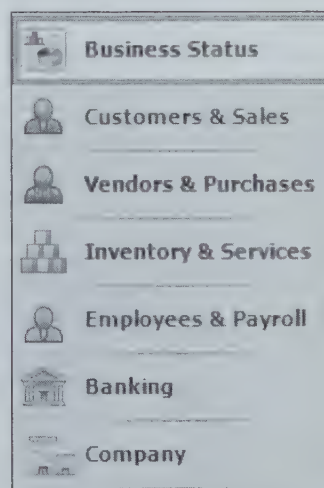 Business Status
Customers & Sales
Vendors & Purchases
Inventory & Services
Employees & Payroll
Banking
Company